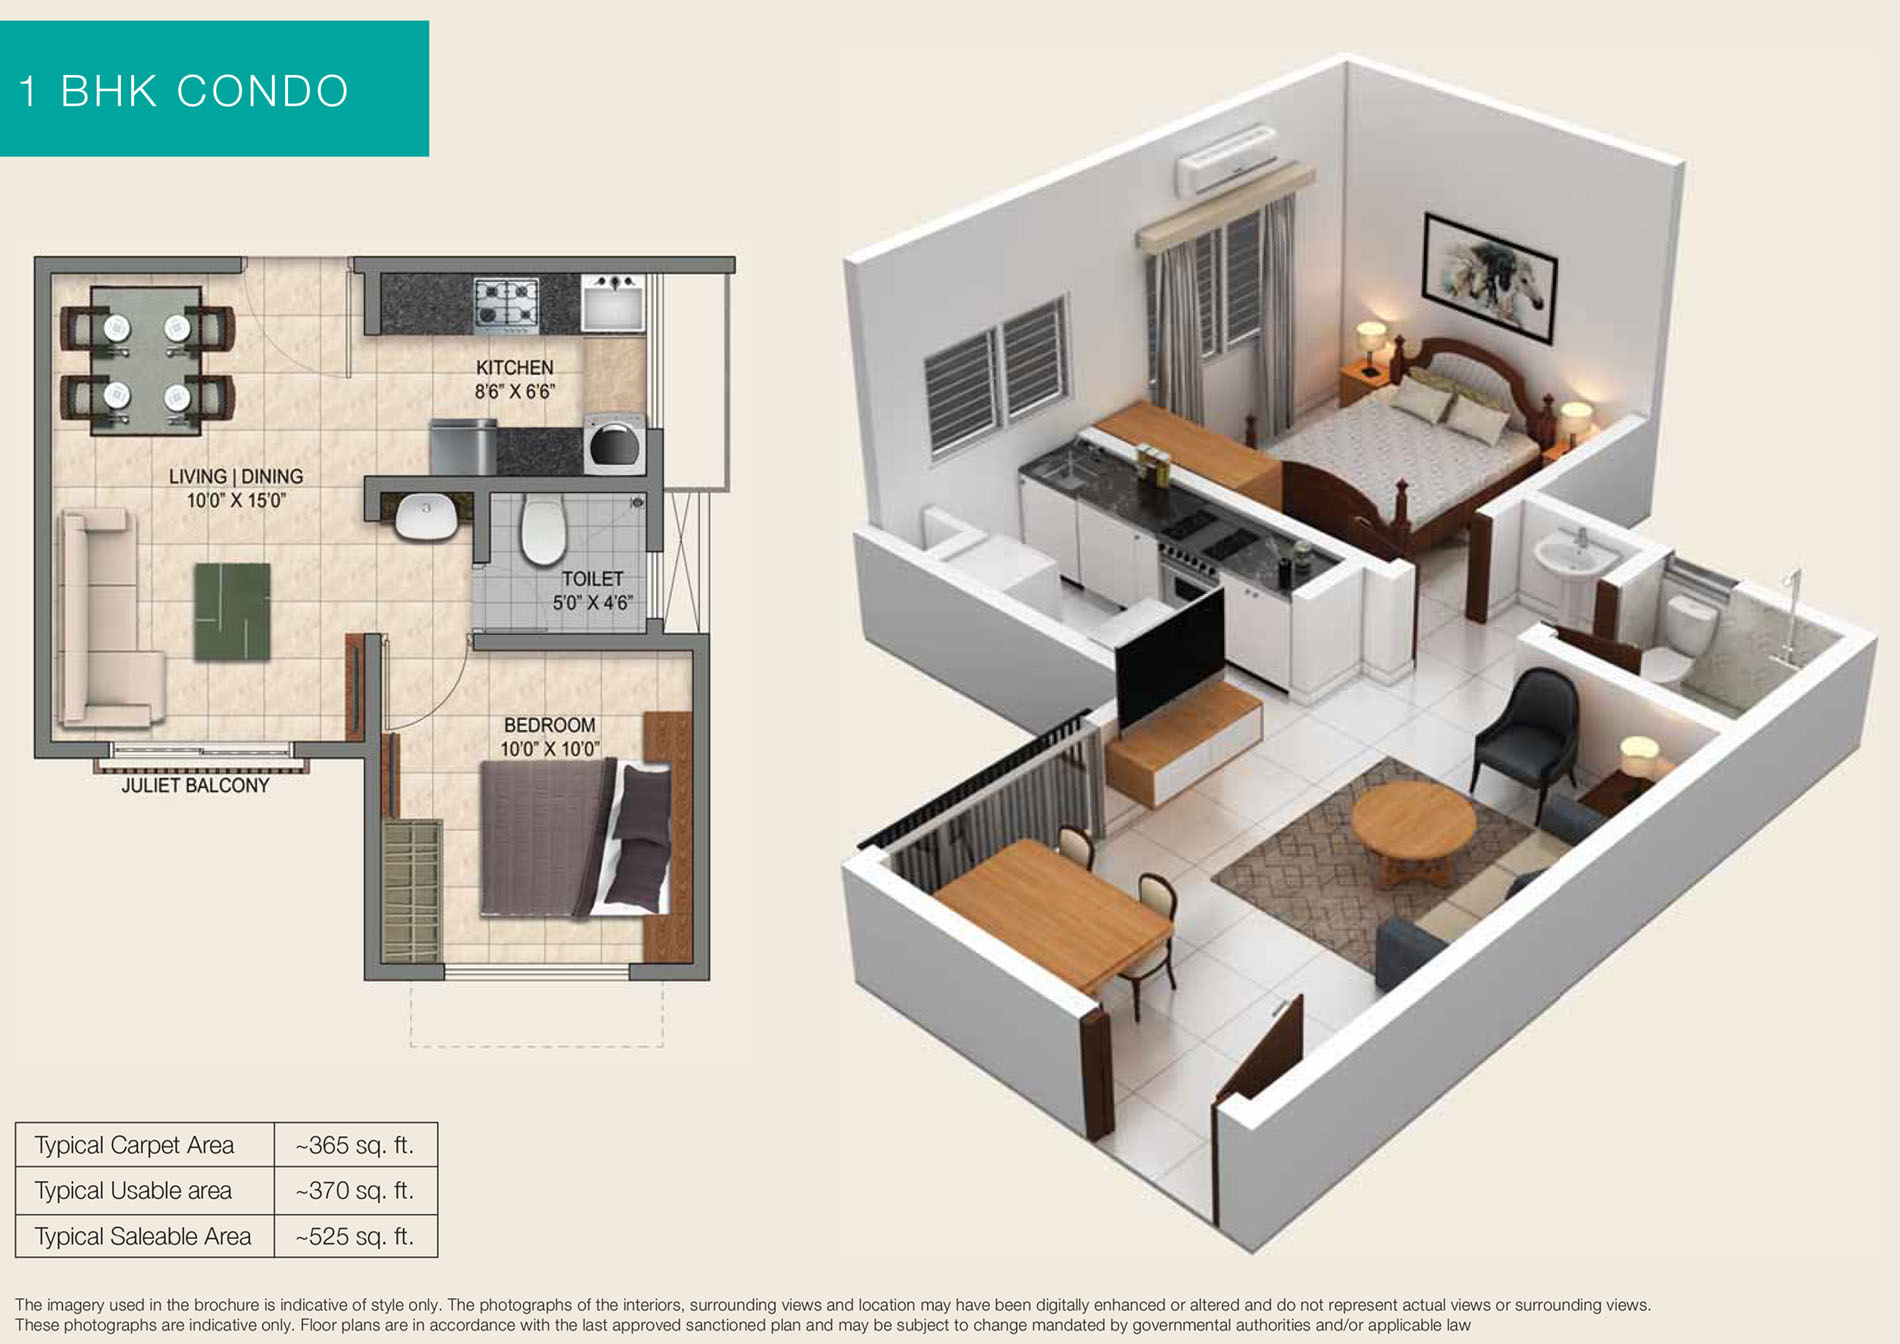 1 BHK CONDO
KITCHEN
8'6" X 6'6"
LIVING | DINING
10'0" X 15'0"
TOILET
5'0" X 4'6"
BEDROOM
10'0" X 10'0"
JULIET BALCONY
Typical Carpet Area ~365 sq. ft.
Typical Usable area ~370 sq. ft.
Typical Saleable Area ~525 sq. ft.
The imagery used in the brochure is indicative of style only. The photographs of the interiors, surrounding views and location may have been digitally enhanced or altered and do not represent actual views or surrounding views.
These photographs are indicative only. Floor plans are in accordance with the last approved sanctioned plan and may be subject to change mandated by governmental authorities and/or applicable law